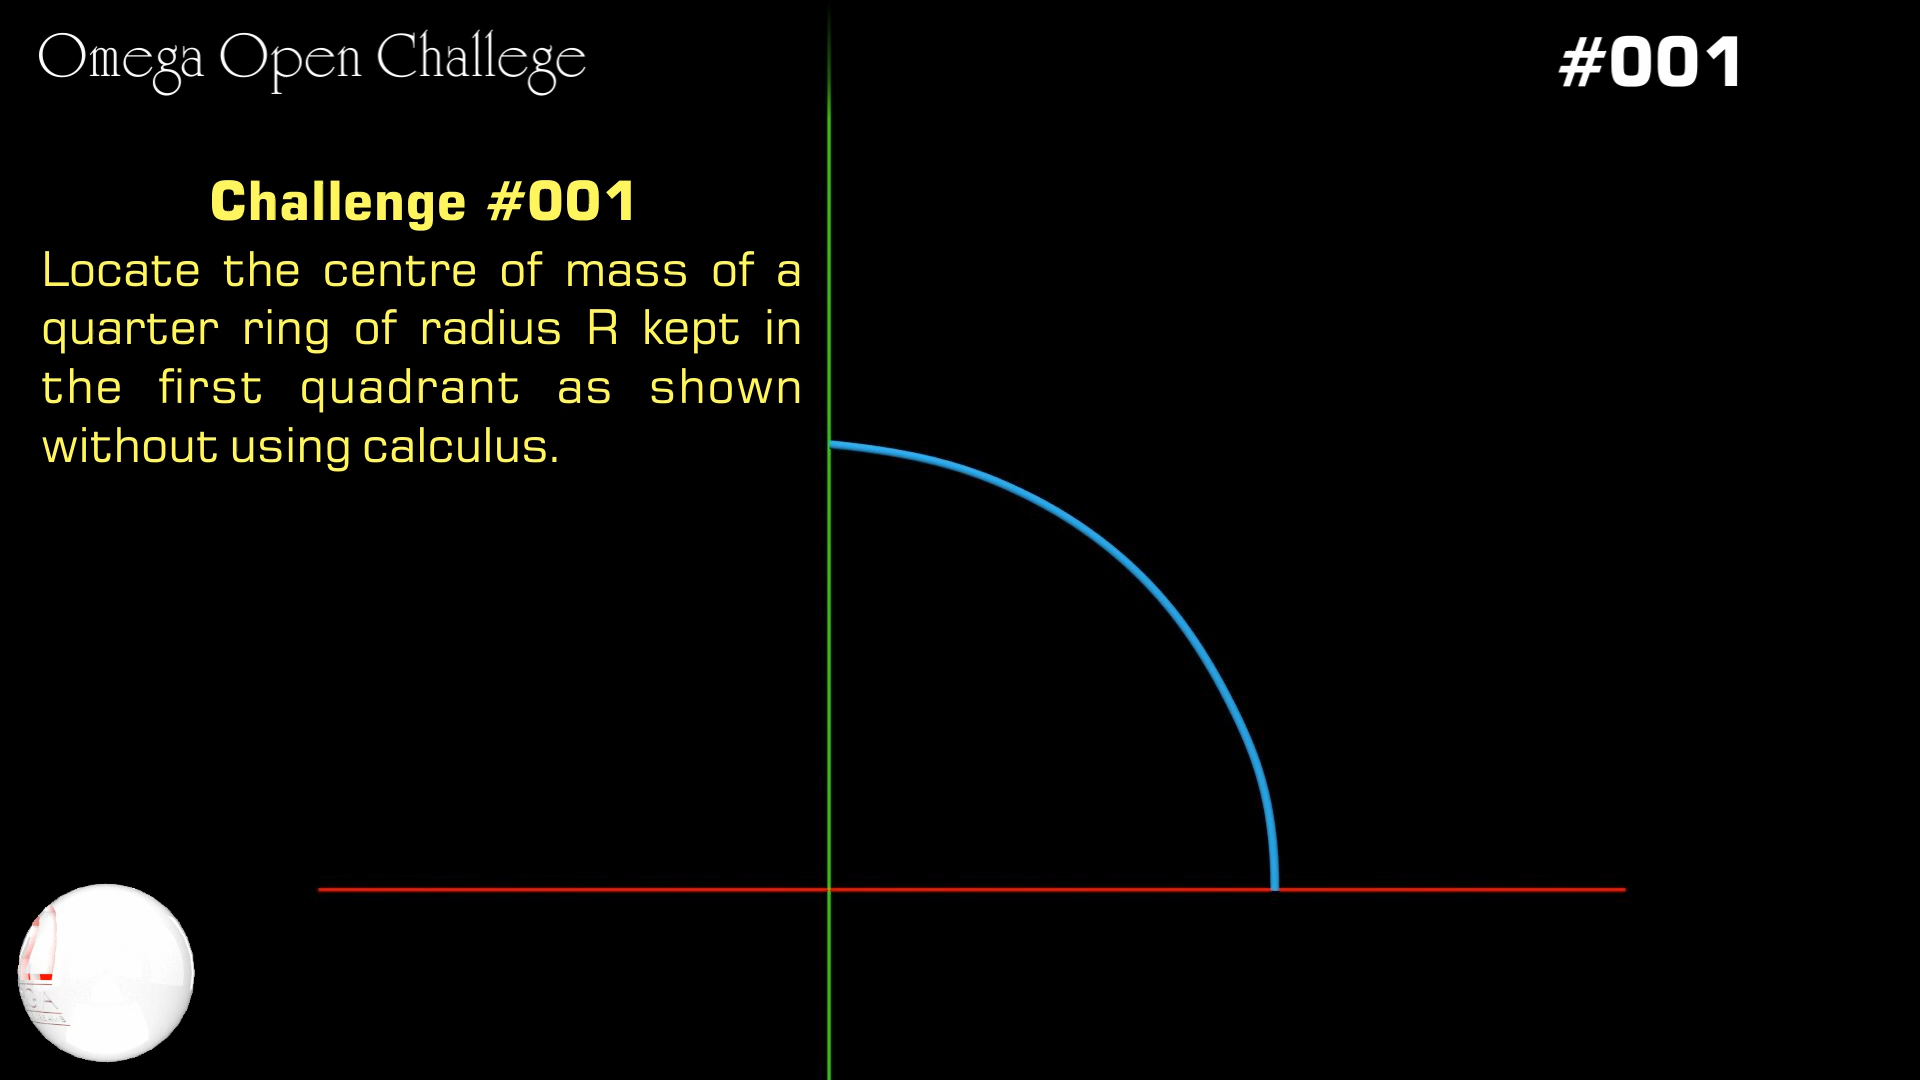 Omega Open Challege
#001
Challenge #001
Locate the centre of mass of a
quarter ring of radius R kept in
the first quadrant as shown
without using calculus.